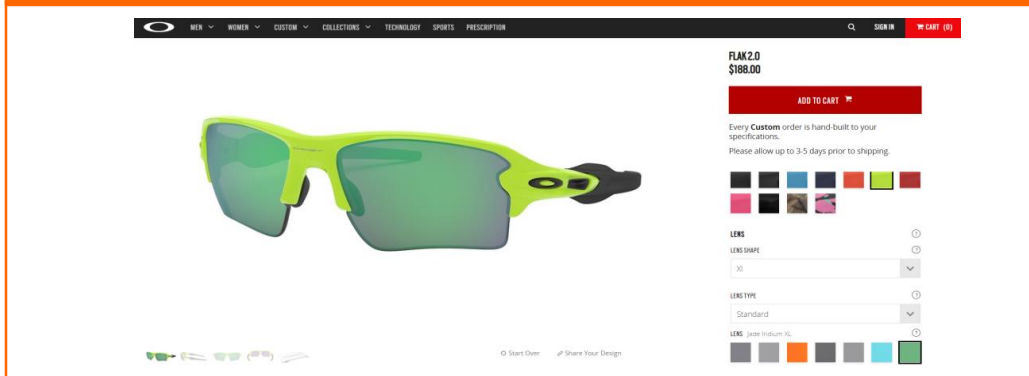 MEN WOMEN CUSTOM COLLECTIONS TECHNOLOGY SPORTS PRESCRIPTION SIGN IN CART (0)
FLAK 2.0
$188.00
ADD TO CART
Every Custom order is hand-built to your
specifications.
Please allow up to 3-5 days prior to shipping.
LENS
LENS SHAPE
Xl
LENS TYPE
Standard
LENS Jade Iridium XL
Start Over Share Your Design